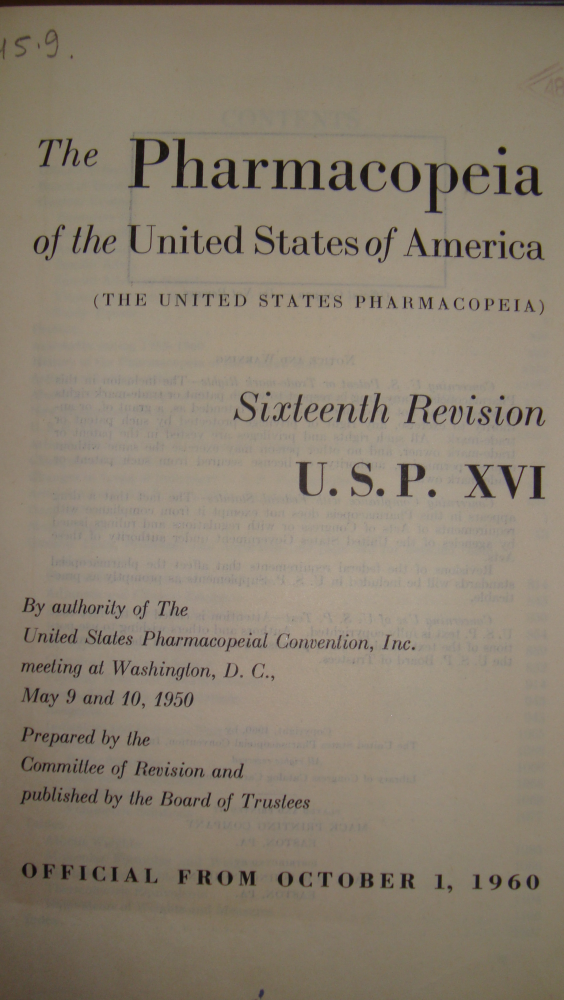 15.9.
The Pharmacopeia
of the United States of America
(THE UNITED STATES PHARMACOPEIA)
Sixteenth Revision
U. S. P. XVI
By authority of The
United States Pharmacopeial Convention, Inc.
meeting at Washington, D. C.,
May 9 and 10, 1950
Prepared by the
Committee of Revision and
published by the Board of Trustees
OFFICIAL FROM OCTOBER 1, 1960